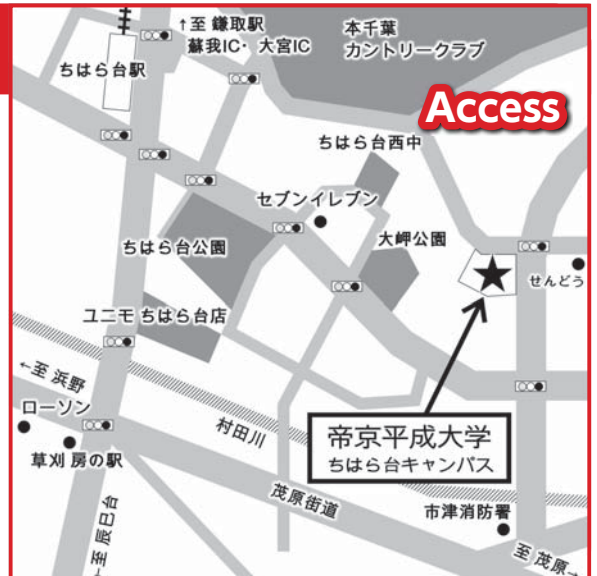 ↑至 鎌取駅
蘇我IC・大宮IC
本千葉
カントリークラブ
ちはら台駅
Access
ちはら台西中
セブンイレブン
ちはら台公園
大岬公園
せんどう
ユニモ ちはら台店
←至 浜野
ローソン
村田川
帝京平成大学
ちはら台キャンパス
草刈 房の駅
茂原街道
市津消防署
←至 辰巳台
至 茂原→